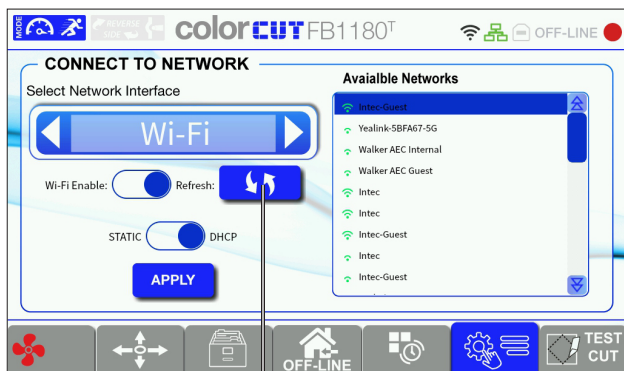 MODE
REVERSE
SIDE
colorCUT FB1180T
OFF-LINE
CONNECT TO NETWORK
Select Network Interface
Wi-Fi
Wi-Fi Enable:
Refresh:
STATIC
DHCP
APPLY
Avaialble Networks
Intec-Guest
Yealink-5BFA67-5G
Walker AEC Internal
Walker AEC Guest
Intec
Intec
Intec-Guest
Intec
Intec-Guest
OFF-LINE
TEST
CUT